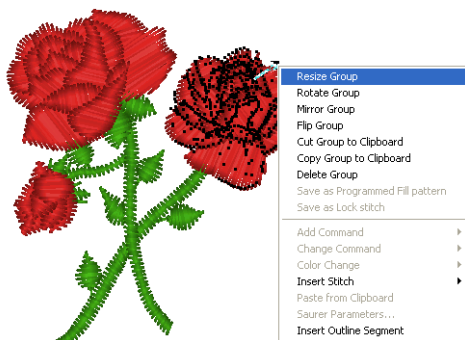 Resize Group
Rotate Group
Mirror Group
Flip Group
Cut Group to Clipboard
Copy Group to Clipboard
Delete Group
Save as Programmed Fill pattern
Save as Lock stitch
Add Command
Change Command
Color Change
Insert Stitch
Paste from Clipboard
Saurer Parameters...
Insert Outline Segment